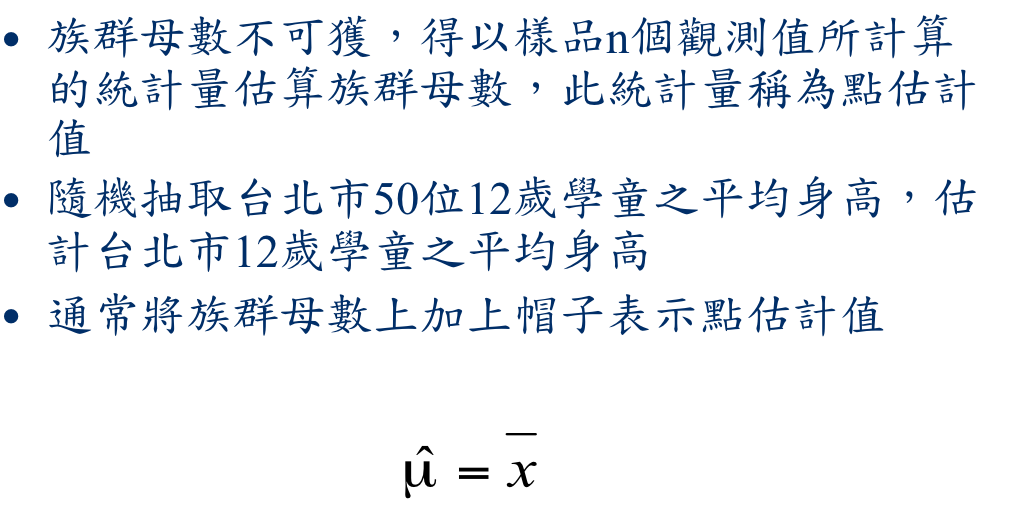 • 族群母數不可獲，得以樣品n個觀測值所計算
的統計量估算族群母數，此統計量稱為點估計
值
• 隨機抽取台北市50位12歲學童之平均身高，估
計台北市12歲學童之平均身高
• 通常將族群母數上加上帽子表示點估計值
μ̂ = x̅